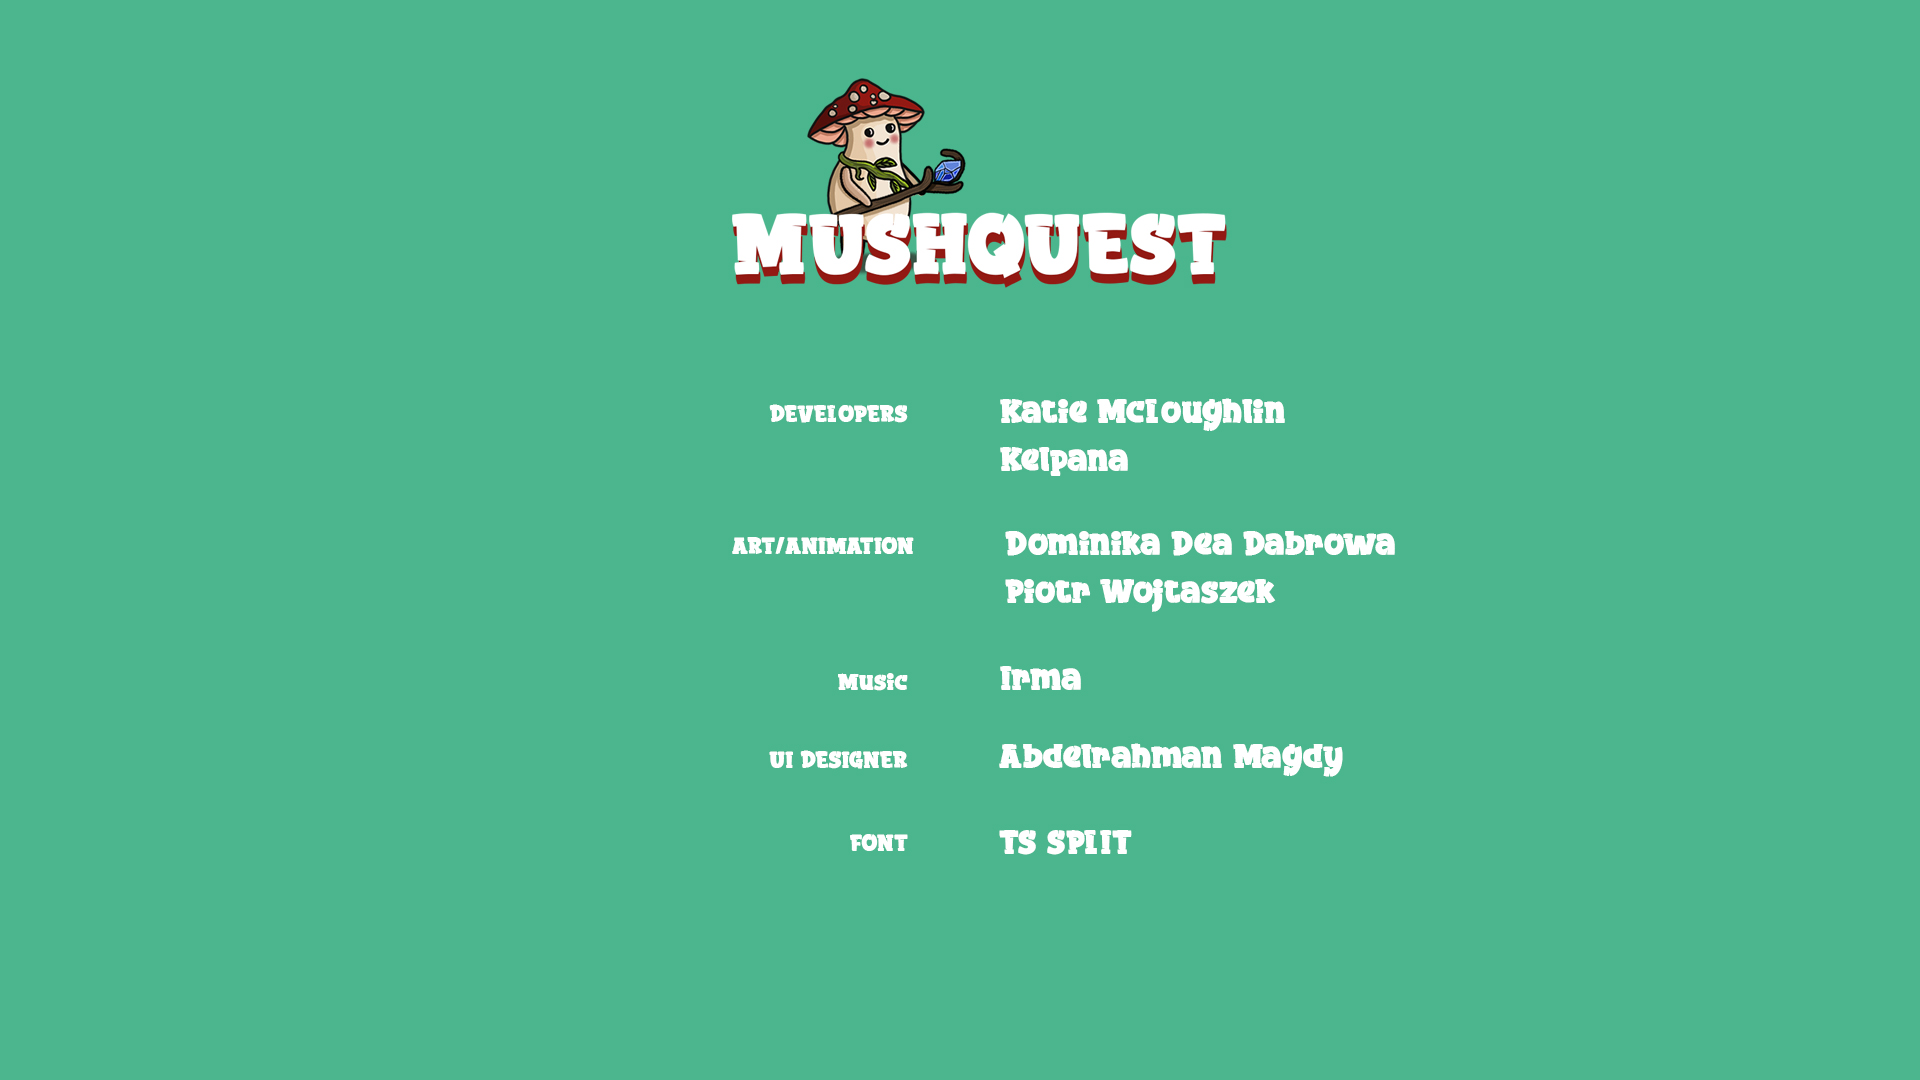 MUSHQUEST
DEVELOPERS Katie McLoughlin
Kelpana
ART/ANIMATION Dominika Dea Dabrowa
Piotr Wojtaszek
Music Irma
UI DESIGNER Abdelrahman Magdy
FONT TS SPLIT